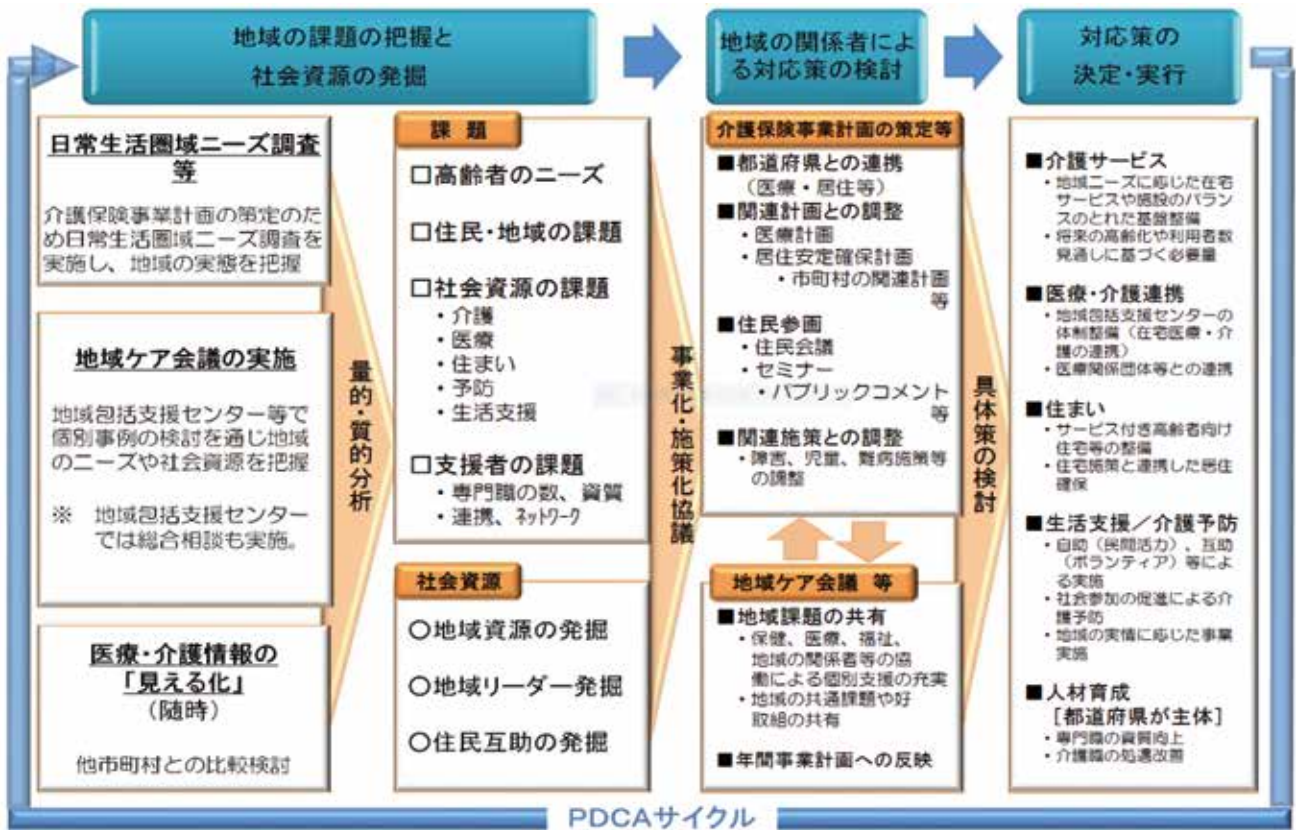 地域の課題の把握と
社会資源の発掘
地域の関係者によ
る対応策の検討
対応策の
決定・実行
日常生活圏域ニーズ調査
等
介護保険事業計画の策定のた
め日常生活圏域ニーズ調査を
実施し、地域の実態を把握
地域ケア会議の実施
地域包括支援センター等で
個別事例の検討を通じ地域
のニーズや社会資源を把握
※ 地域包括支援センター
では総合相談も実施。
医療・介護情報の
「見える化」
（随時）
他市町村との比較検討
量的・質的分析
課 題
□高齢者のニーズ
□住民・地域の課題
□社会資源の課題
・介護
・医療
・住まい
・予防
・生活支援
□支援者の課題
・専門職の数、資質
・連携、ネットワーク
社会資源
○地域資源の発掘
○地域リーダー発掘
○住民互助の発掘
事業化・施策化協議
介護保険事業計画の策定等
■都道府県との連携
（医療・居住等）
■関連計画との調整
・医療計画
・居住安定確保計画
・市町村の関連計画
等
■住民参画
・住民会議
・セミナー
・パブリックコメント
等
■関連施策との調整
・障害、児童、難病施策等
の調整
地域ケア会議 等
■地域課題の共有
・保健、医療、福祉、
地域の関係者等の協
働による個別支援の充実
・地域の共通課題や好
取組の共有
■年間事業計画への反映
具体策の検討
■介護サービス
・地域ニーズに応じた在宅
サービスや施設のバランス
のとれた基盤整備
・将来の高齢化や利用者数
見通しに基づく必要量
■医療・介護連携
・地域包括支援センターの
体制整備（在宅医療・介
護の連携）
・医療関係団体等との連携
■住まい
・サービス付き高齢者向け
住宅等の整備
・住宅施策と連携した居住
確保
■生活支援／介護予防
・自助（民間活力）、互助
（ボランティア）等によ
る実施
・社会参加の促進による介
護予防
・地域の実情に応じた事業
実施
■人材育成
［都道府県が主体］
・専門職の資質向上
・介護職の処遇改善
PDCAサイクル